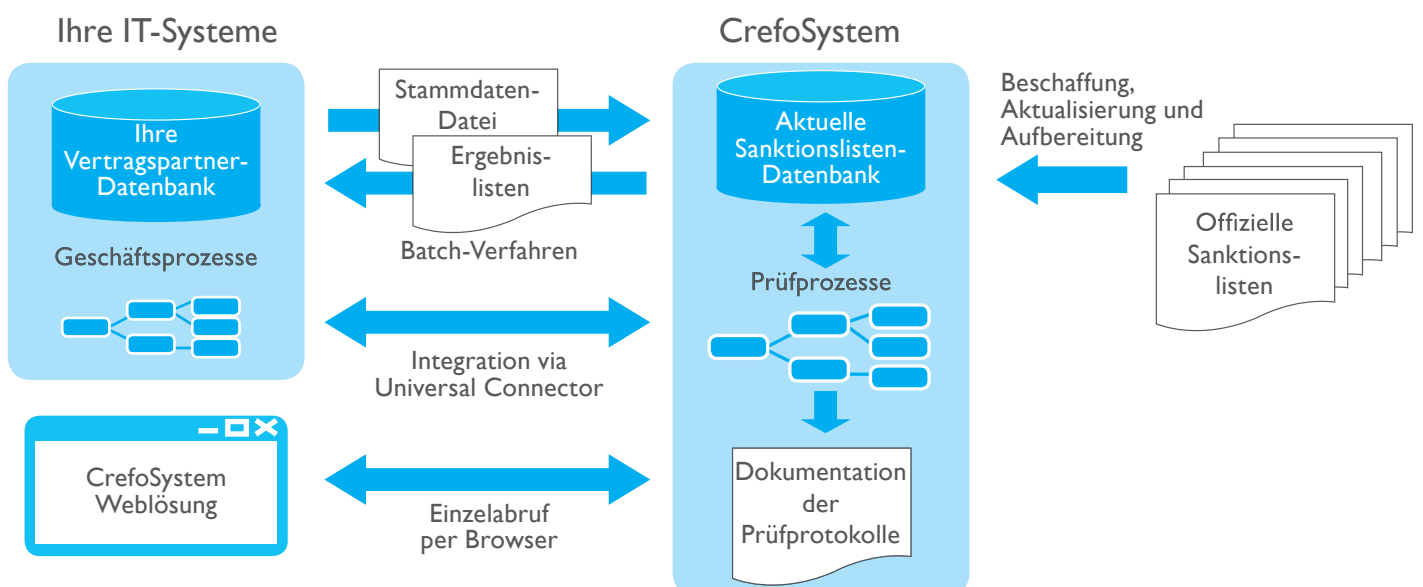 Ihre IT-Systeme
CrefoSystem
Ihre
Vertragspartner-
Datenbank
Geschäftsprozesse
Stammdaten-
Datei
Ergebnis-
listen
Batch-Verfahren
Integration via
Universal Connector
CrefoSystem
Weblösung
Einzelabruf
per Browser
Aktuelle
Sanktionslisten-
Datenbank
Prüfprozesse
Dokumentation
der
Prüfprotokolle
Beschaffung,
Aktualisierung und
Aufbereitung
Offizielle
Sanktions-
listen